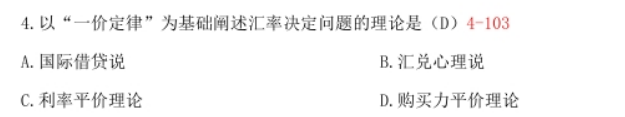 4.以“一价定律”为基础阐述汇率决定问题的理论是（D）4-103
A.国际借贷说 B.汇兑心理说
C.利率平价理论 D.购买力平价理论